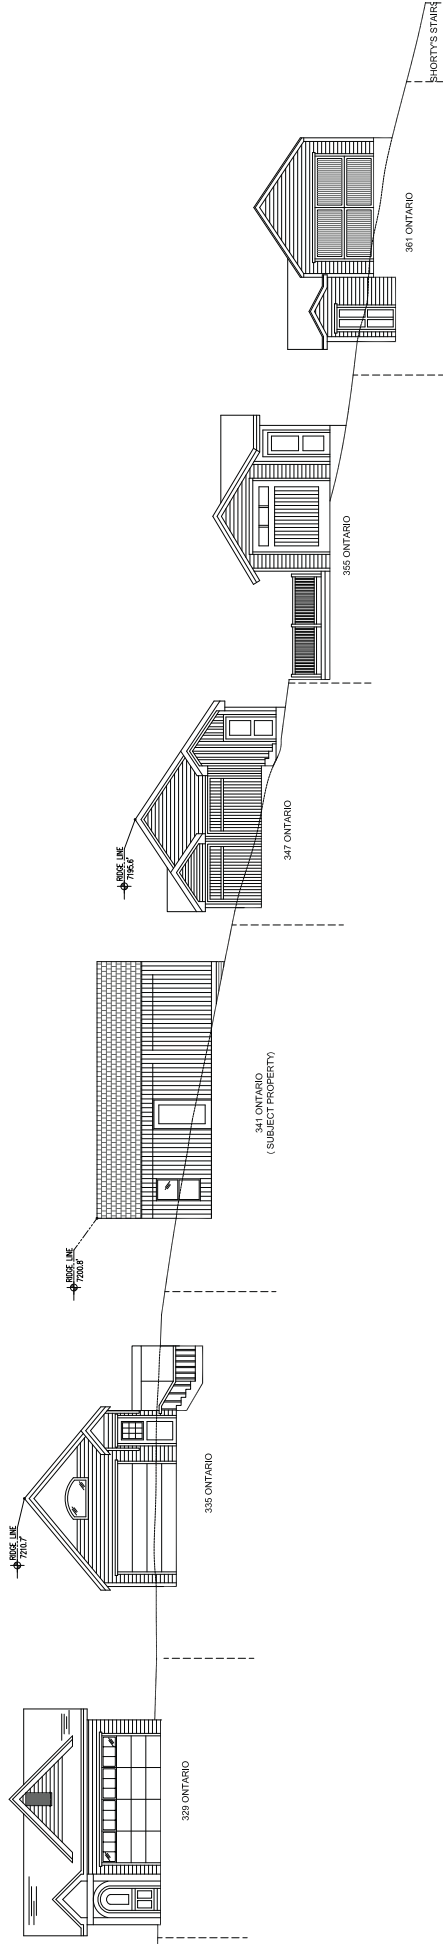 329 ONTARIO
RIDGE LINE
7210.7'
335 ONTARIO
RIDGE LINE
7200.8'
341 ONTARIO
( SUBJECT PROPERTY)
RIDGE LINE
7195.6'
347 ONTARIO
355 ONTARIO
361 ONTARIO
SHORTY'S STAIRS